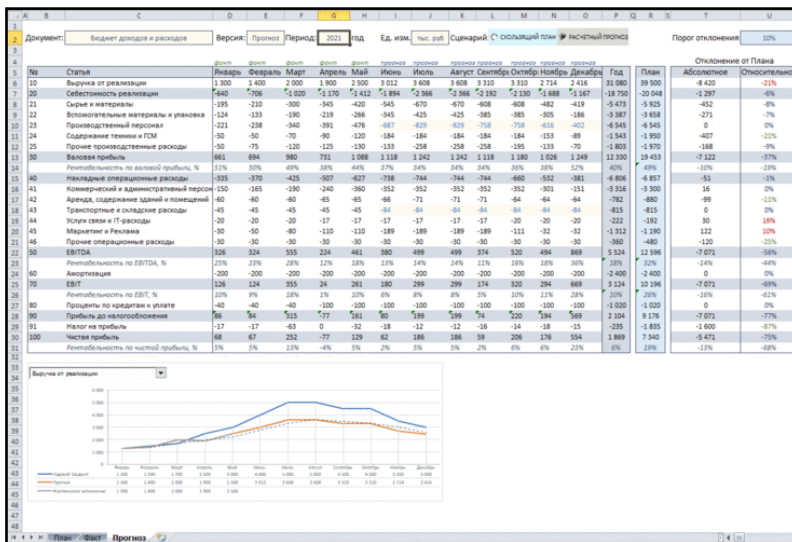 Документ: Бюджет доходов и расходов Версия: Прогноз Период: 2021 год Ед. изм. тыс. руб Сценарий: СКОЛЬЗЯЩИЙ ПЛАН РАСЧЕТНЫЙ ПРОГНОЗ Порог отклонения: 10%
факт факт факт факт факт прогноз прогноз прогноз прогноз прогноз прогноз прогноз Отклонение от Плана
№ Статья Январь Февраль Март Апрель Май Июнь Июль Август Сентябрь Октябрь Ноябрь Декабрь Год План Абсолютное Относительно
10 Выручка от реализации 1 300 1 400 2 000 1 900 2 500 3 012 3 608 3 608 3 310 3 310 2 714 2 416 31 080 39 500 -8 420 -21%
20 Себестоимость реализации -640 -706 -1 020 -1 170 -1 412 -1 894 -2 366 -2 366 -2 192 -2 130 -1 688 -1 167 -18 750 -20 048 -1 297 -6%
21 Сырье и материалы -195 -210 -300 -345 -420 -545 -670 -670 -608 -608 -482 -419 -5 473 -5 925 -452 -8%
22 Вспомогательные материалы и упаковка -124 -133 -190 -219 -266 -345 -425 -425 -385 -385 -305 -186 -3 387 -3 658 -271 -7%
23 Производственный персонал -221 -238 -340 -391 -476 -687 -829 -829 -758 -758 -616 -402 -6 545 -6 545 0 0%
24 Содержание техники и ГСМ -50 -50 -70 -90 -120 -184 -184 -184 -184 -184 -153 -89 -1 543 -1 950 -407 -21%
25 Прочие производственные расходы -50 -75 -120 -125 -130 -133 -258 -258 -258 -195 -133 -70 -1 803 -1 970 -168 -9%
30 Валовая прибыль 661 694 980 731 1 088 1 118 1 242 1 242 1 118 1 180 1 026 1 249 12 330 19 453 -7 122 -37%
Рентабельность по валовой прибыли, % 51% 50% 49% 38% 44% 37% 34% 34% 34% 36% 38% 52% 40% 49% -10% -19%
40 Накладные операционные расходы -335 -370 -425 -507 -627 -738 -744 -744 -744 -660 -532 -381 -6 806 -6 857 -51 -1%
41 Коммерческий и административный персон -150 -165 -190 -240 -360 -352 -352 -352 -352 -352 -301 -151 -3 316 -3 300 16 0%
42 Аренда, содержание зданий и помещений -60 -60 -60 -65 -65 -66 -71 -71 -71 -64 -64 -64 -782 -880 -99 -11%
43 Транспортные и складские расходы -45 -45 -45 -45 -45 -84 -84 -84 -84 -84 -84 -84 -815 -815 0 0%
44 Услуги связи и IT-расходы -20 -20 -20 -17 -17 -17 -17 -17 -17 -20 -20 -20 -222 -192 30 16%
45 Маркетинг и Реклама -30 -50 -80 -110 -110 -189 -189 -189 -189 -111 -32 -32 -1 312 -1 190 122 10%
46 Прочие операционные расходы -30 -30 -30 -30 -30 -30 -30 -30 -30 -30 -30 -30 -360 -480 -120 -25%
50 EBITDA 326 324 555 224 461 380 499 499 374 520 494 869 5 524 12 596 -7 071 -56%
Рентабельность по EBITDA, % 25% 23% 28% 12% 18% 13% 14% 14% 11% 16% 18% 36% 18% 32% -14% -44%
60 Амортизация -200 -200 -200 -200 -200 -200 -200 -200 -200 -200 -200 -200 -2 400 -2 400 0 0%
70 EBIT 126 124 355 24 261 180 299 299 174 320 294 669 3 124 10 196 -7 071 -69%
Рентабельность по EBIT, % 10% 9% 18% 1% 10% 6% 8% 8% 5% 10% 11% 28% 10% 26% -16% -61%
80 Проценты по кредитам к уплате -40 -40 -40 -100 -100 -100 -100 -100 -100 -100 -100 -100 -1 020 -1 020 0 0%
90 Прибыль до налогообложения 86 84 315 -77 161 80 199 199 74 220 194 569 2 104 9 176 -7 071 -77%
91 Налог на прибыль -17 -17 -63 0 -32 -18 -12 -12 -16 -14 -18 -15 -235 -1 835 -1 600 -87%
100 Чистая прибыль 68 67 252 -77 129 62 186 186 59 206 176 554 1 869 7 340 -5 471 -75%
Рентабельность по чистой прибыли, % 5% 5% 13% -4% 5% 2% 5% 5% 2% 6% 6% 23% 6% 19% -13% -68%
Выручка от реализации
Январь Февраль Март Апрель Май Июнь Июль Август Сентябрь Октябрь Ноябрь Декабрь
План Факт Прогноз